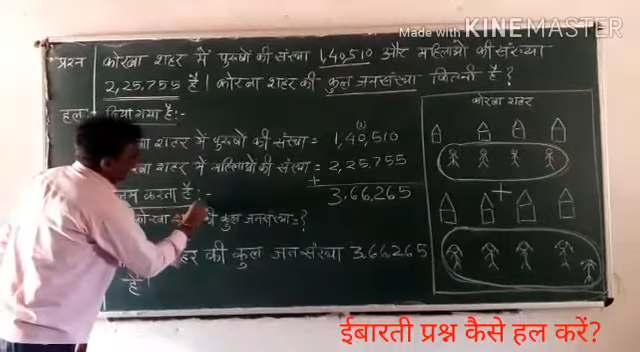 Made with KINEMASTER
प्रश्न कोरबा शहर में पुरुषों की संख्या 1,40,510 और महिलाओं की संख्या
2,25,755 है। कोरबा शहर की कुल जनसंख्या कितनी है?
हल:- दिया गया है:-
शहर में पुरुषों की संख्या = 1,40,510
(1)
शहर में महिलाओं की संख्या = 2,25,755
+
करना है:-
3,66,265
कोरबा कुल जनसंख्या = ?
हर की कुल जनसंख्या 3,66,265
है
कोरबा शहर
+
ईबारती प्रश्न कैसे हल करें?